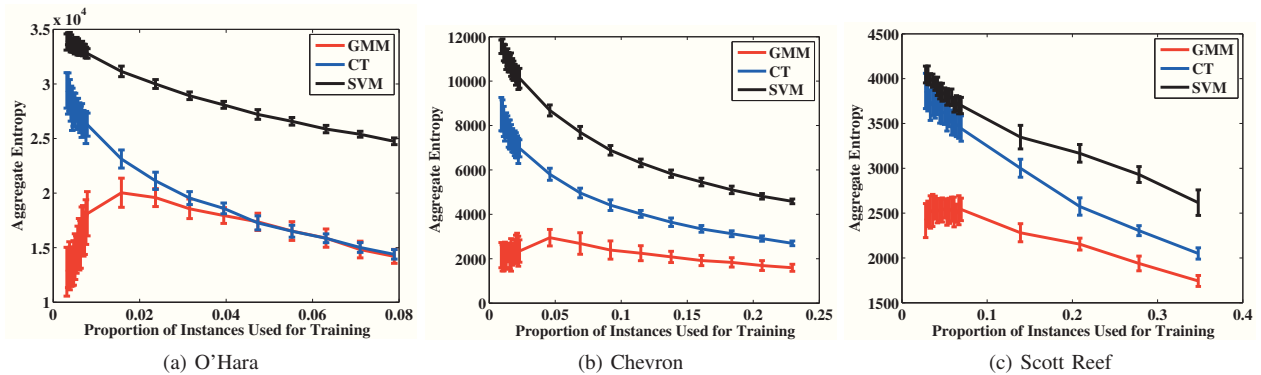 x 10⁴
3.5
3
2.5
2
1.5
1
Aggregate Entropy
GMM
CT
SVM
0 0.02 0.04 0.06 0.08
Proportion of Instances Used for Training
(a) O'Hara
12000
10000
8000
6000
4000
2000
0
Aggregate Entropy
GMM
CT
SVM
0 0.05 0.1 0.15 0.2 0.25
Proportion of Instances Used for Training
(b) Chevron
4500
4000
3500
3000
2500
2000
1500
Aggregate Entropy
GMM
CT
SVM
0 0.1 0.2 0.3 0.4
Proportion of Instances Used for Training
(c) Scott Reef